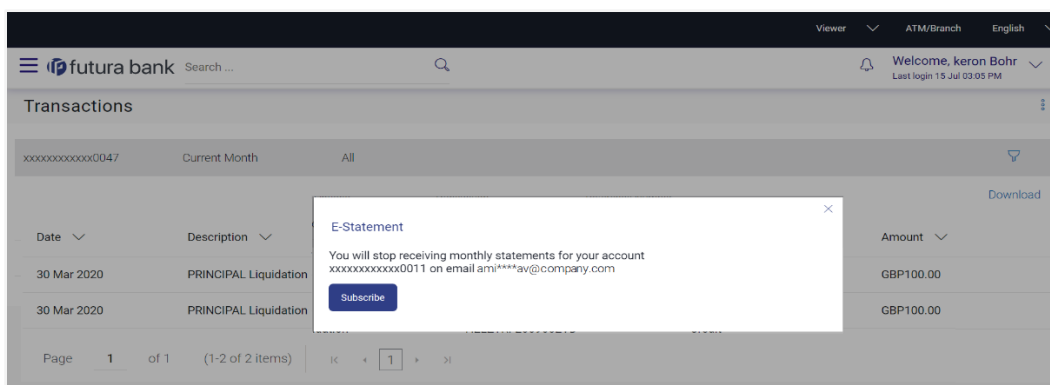 Viewer ATM/Branch English
futura bank Search ... Welcome, keron Bohr
Last login 15 Jul 03:05 PM
Transactions
xxxxxxxxxxxx0047 Current Month All
Download
E-Statement
Date Description Amount
You will stop receiving monthly statements for your account
xxxxxxxxxxxx0011 on email ami****av@company.com
30 Mar 2020 PRINCIPAL Liquidation GBP100.00
Subscribe
30 Mar 2020 PRINCIPAL Liquidation GBP100.00
Page 1 of 1 (1-2 of 2 items) 1